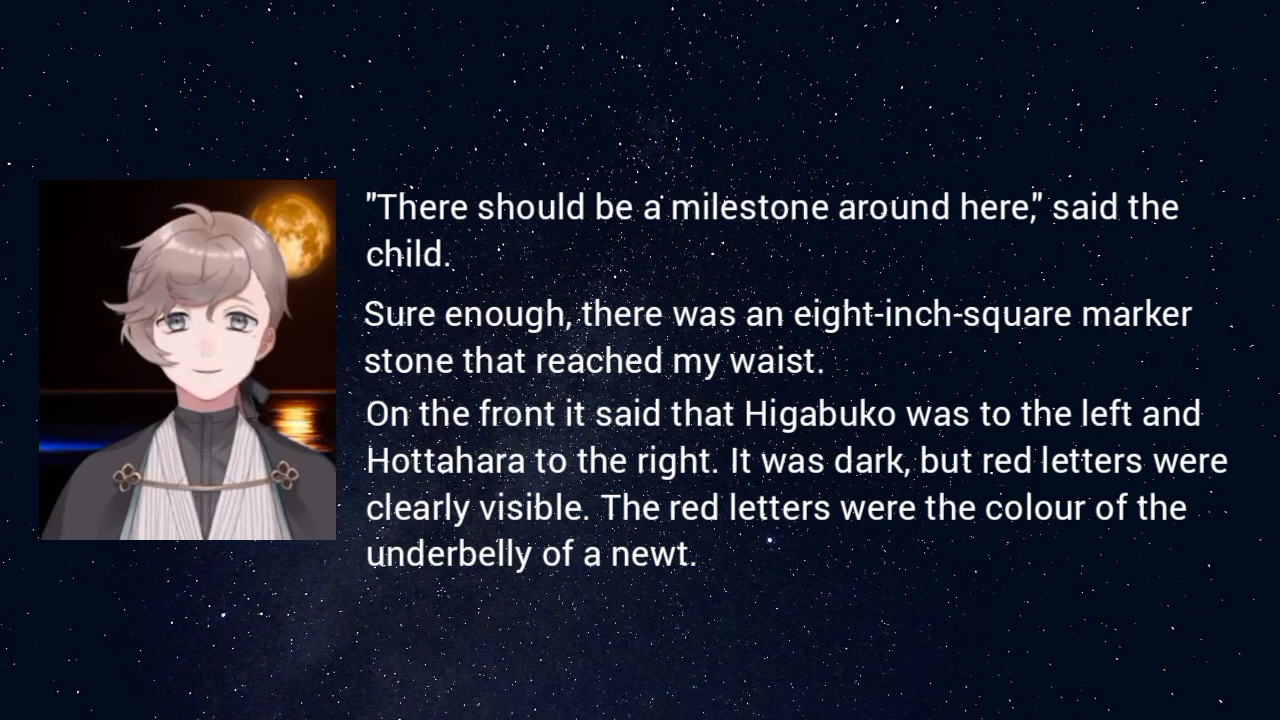 "There should be a milestone around here," said the
child.
Sure enough, there was an eight-inch-square marker
stone that reached my waist.
On the front it said that Higabuko was to the left and
Hottahara to the right. It was dark, but red letters were
clearly visible. The red letters were the colour of the
underbelly of a newt.